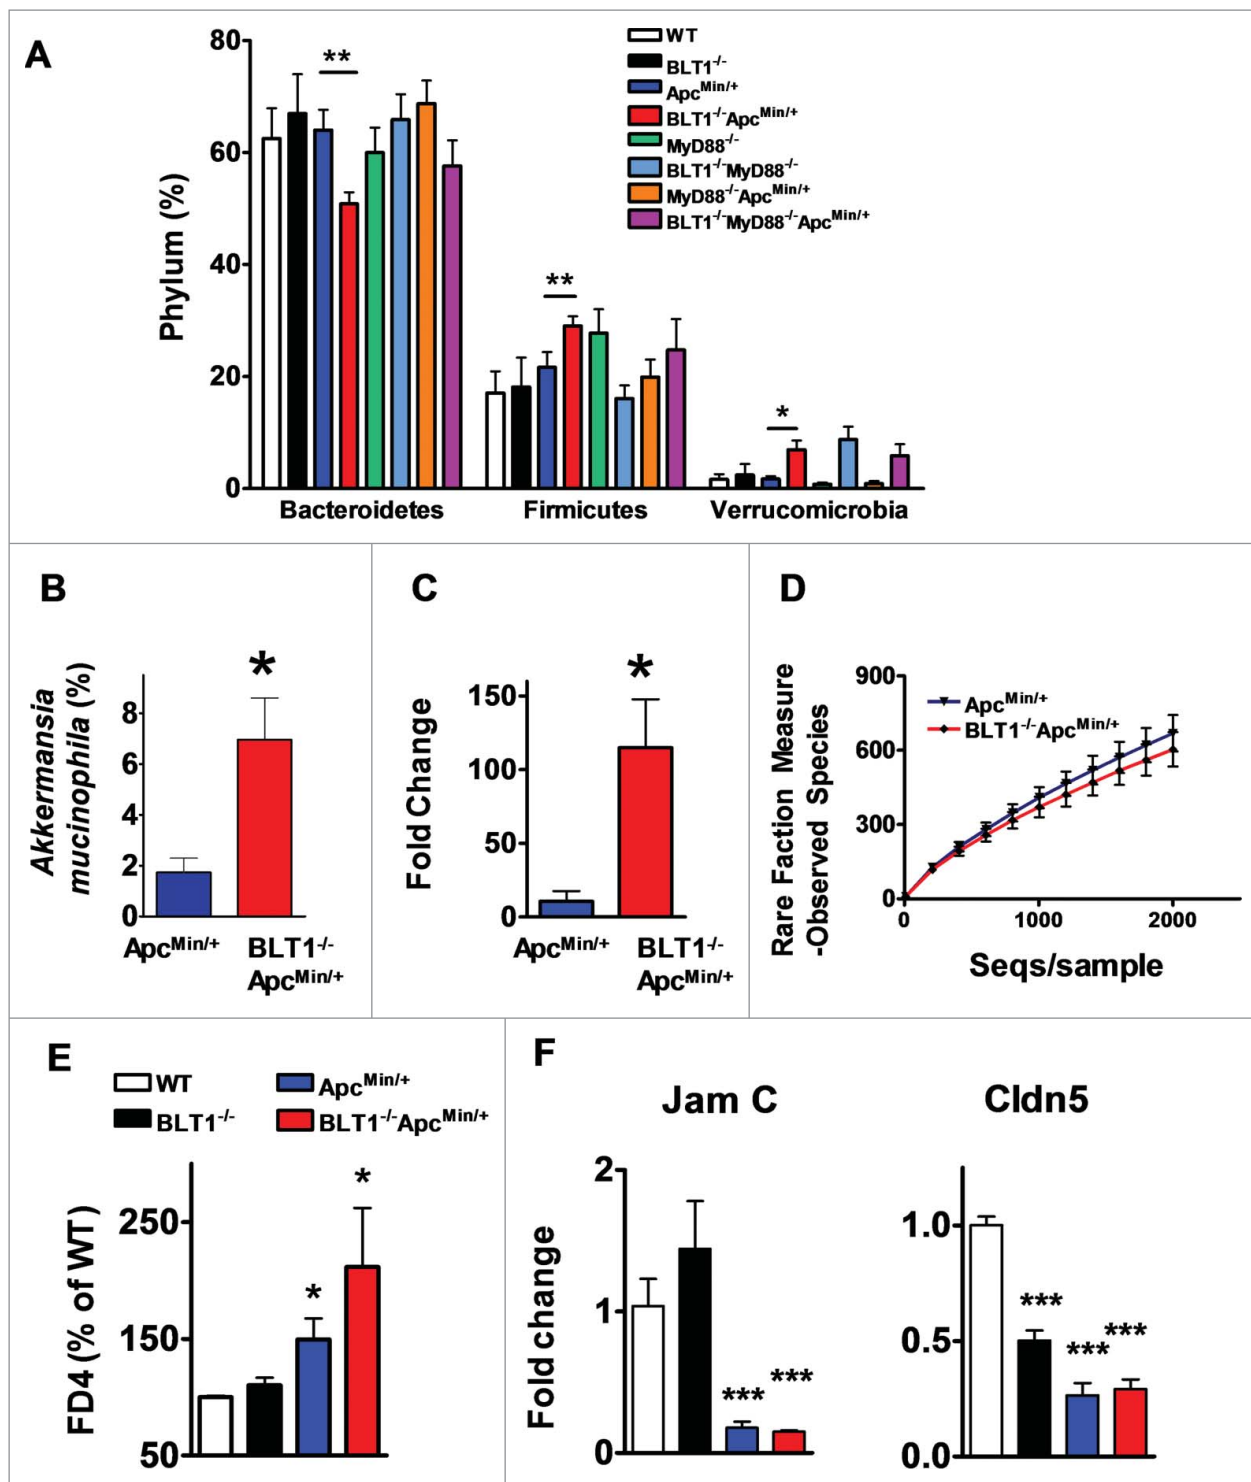 A
80
60
40
20
0
Phylum (%)
**
**
*
WT
BLT1-/-
ApcMin/+
BLT1-/-ApcMin/+
MyD88-/-
BLT1-/-MyD88-/-
MyD88-/-ApcMin/+
BLT1-/-MyD88-/-ApcMin/+
Bacteroidetes
Firmicutes
Verrucomicrobia
B
Akkermansia
mucinophila (%)
8
6
4
2
0
*
ApcMin/+
BLT1-/-
ApcMin/+
C
Fold Change
150
100
50
0
*
ApcMin/+
BLT1-/-
ApcMin/+
D
Rare Faction Measure
-Observed Species
900
600
300
0
ApcMin/+
BLT1-/-ApcMin/+
0
1000
2000
Seqs/sample
E
WT
BLT1-/-
ApcMin/+
BLT1-/-ApcMin/+
FD4 (% of WT)
250
150
50
*
*
F
Jam C
Fold change
2
1
0
***
***
Cldn5
1.0
0.5
0.0
***
***
***